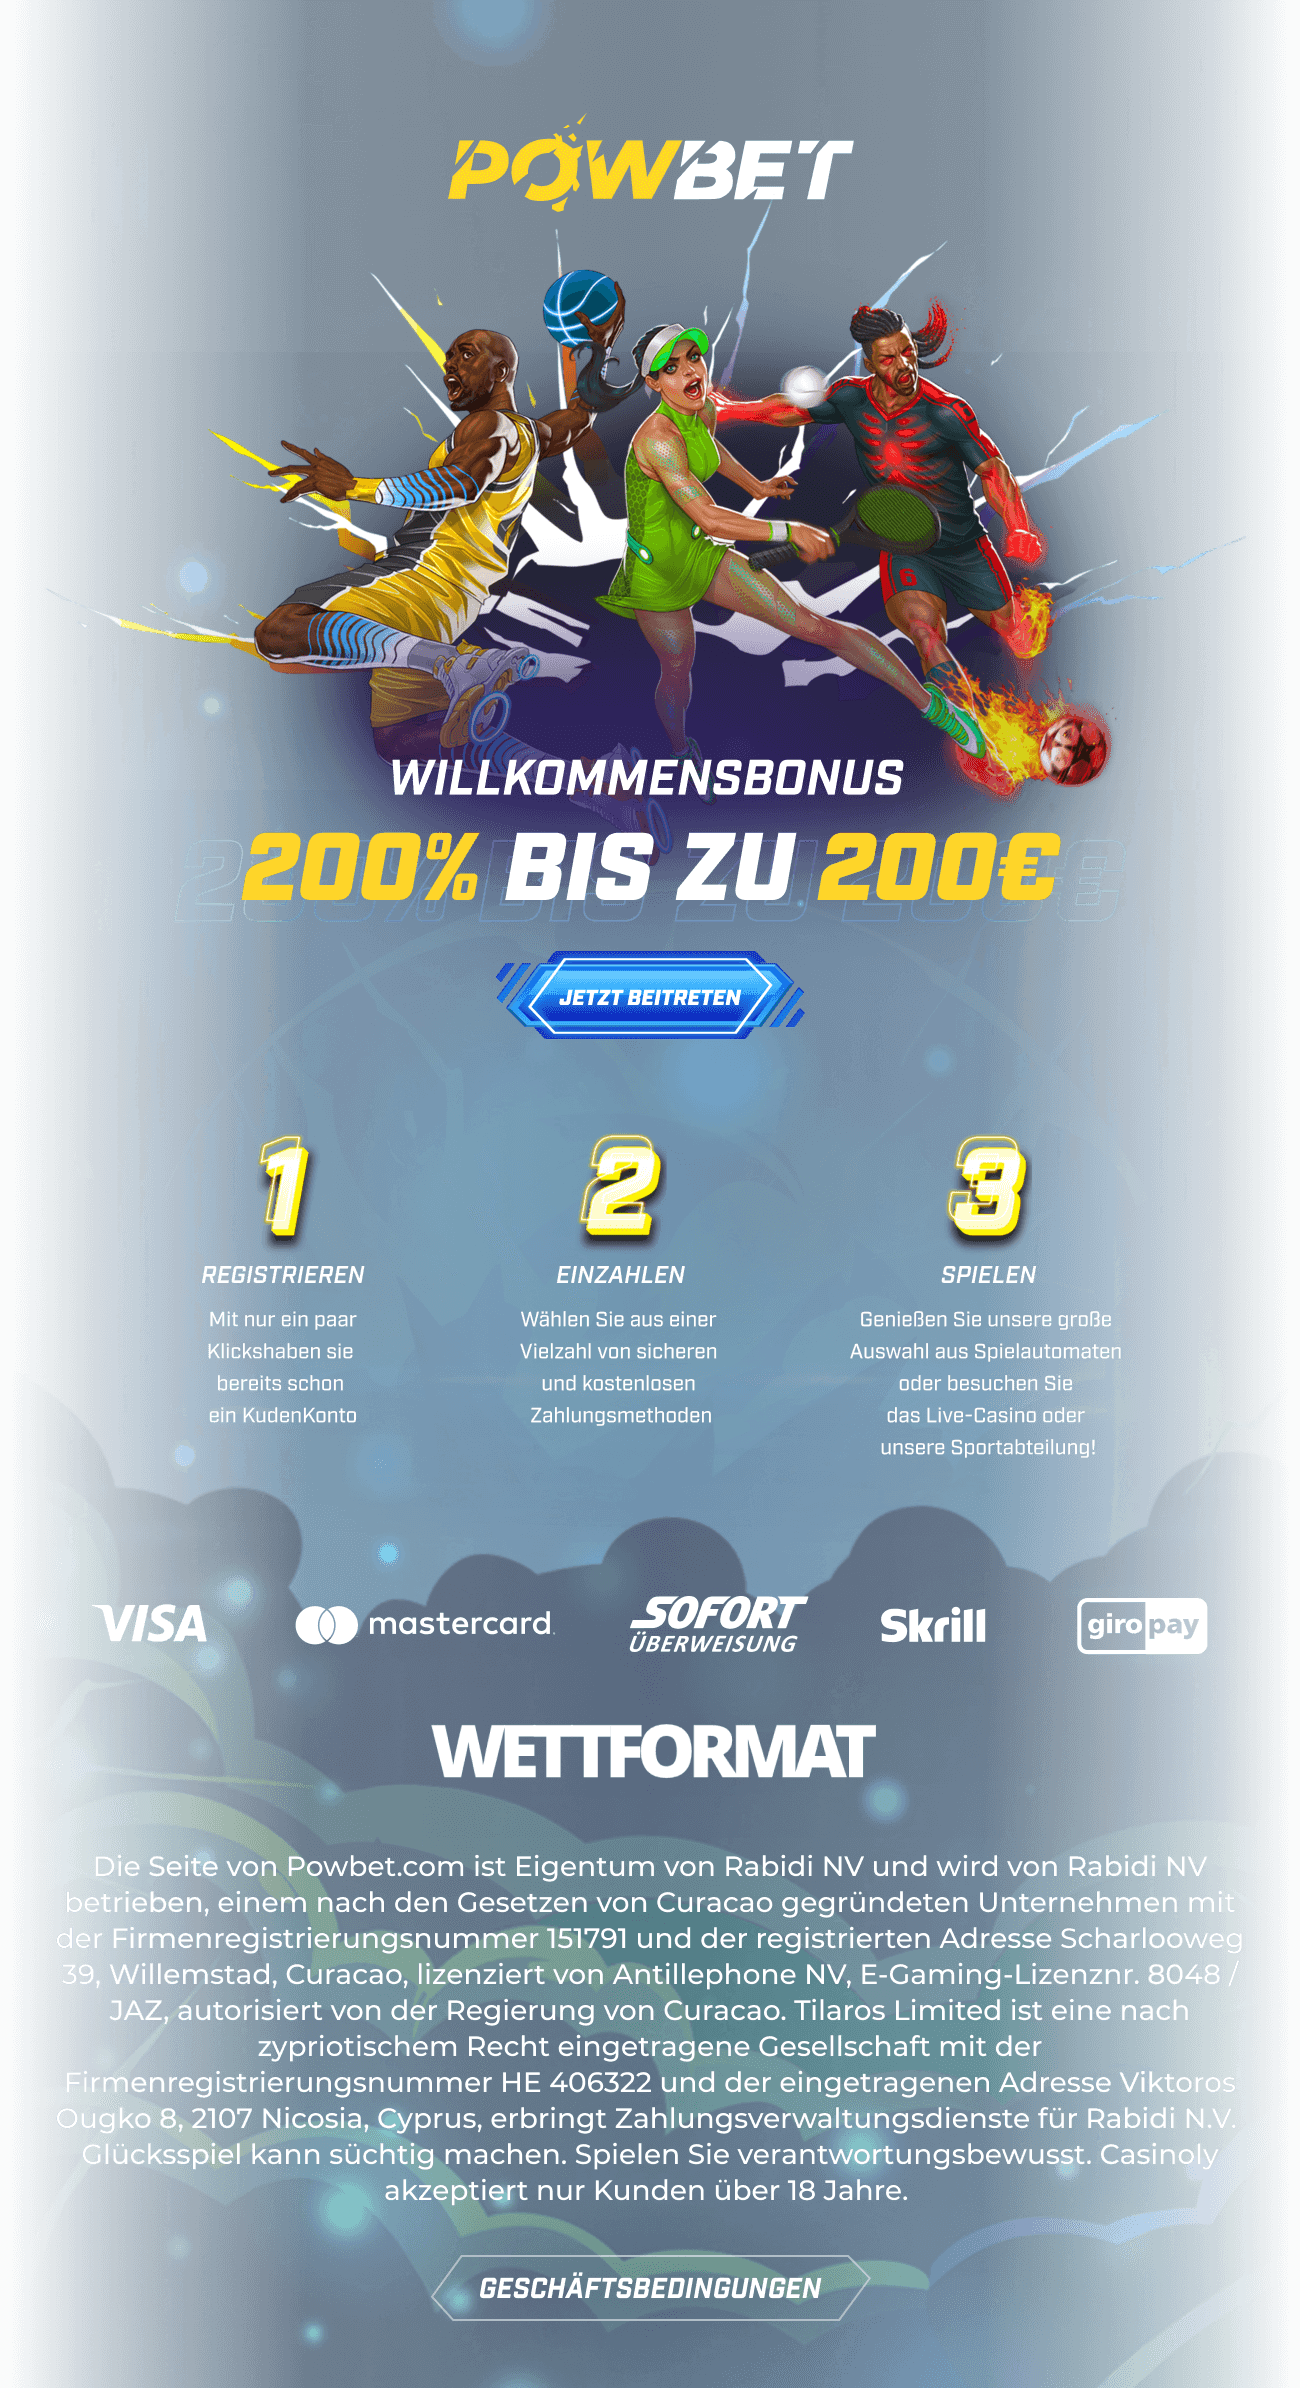 POWBET
6
WILLKOMMENSBONUS
200% BIS ZU 200€
JETZT BEITRETEN
1
REGISTRIEREN
Mit nur ein paar
Klickshaben sie
bereits schon
ein KudenKonto
2
EINZAHLEN
Wählen Sie aus einer
Vielzahl von sicheren
und kostenlosen
Zahlungsmethoden
3
SPIELEN
Genießen Sie unsere große
Auswahl aus Spielautomaten
oder besuchen Sie
das Live-Casino oder
unsere Sportabteilung!
VISA
mastercard.
SOFORT
ÜBERWEISUNG
Skrill
giropay
WETTFORMAT
Die Seite von Powbet.com ist Eigentum von Rabidi NV und wird von Rabidi NV
betrieben, einem nach den Gesetzen von Curacao gegründeten Unternehmen mit
der Firmenregistrierungsnummer 151791 und der registrierten Adresse Scharlooweg
39, Willemstad, Curacao, lizenziert von Antillephone NV, E-Gaming-Lizenznr. 8048 /
JAZ, autorisiert von der Regierung von Curacao. Tilaros Limited ist eine nach
zypriotischem Recht eingetragene Gesellschaft mit der
Firmenregistrierungsnummer HE 406322 und der eingetragenen Adresse Viktoros
Ougko 8, 2107 Nicosia, Cyprus, erbringt Zahlungsverwaltungsdienste für Rabidi N.V.
Glücksspiel kann süchtig machen. Spielen Sie verantwortungsbewusst. Casinoly
akzeptiert nur Kunden über 18 Jahre.
GESCHÄFTSBEDINGUNGEN